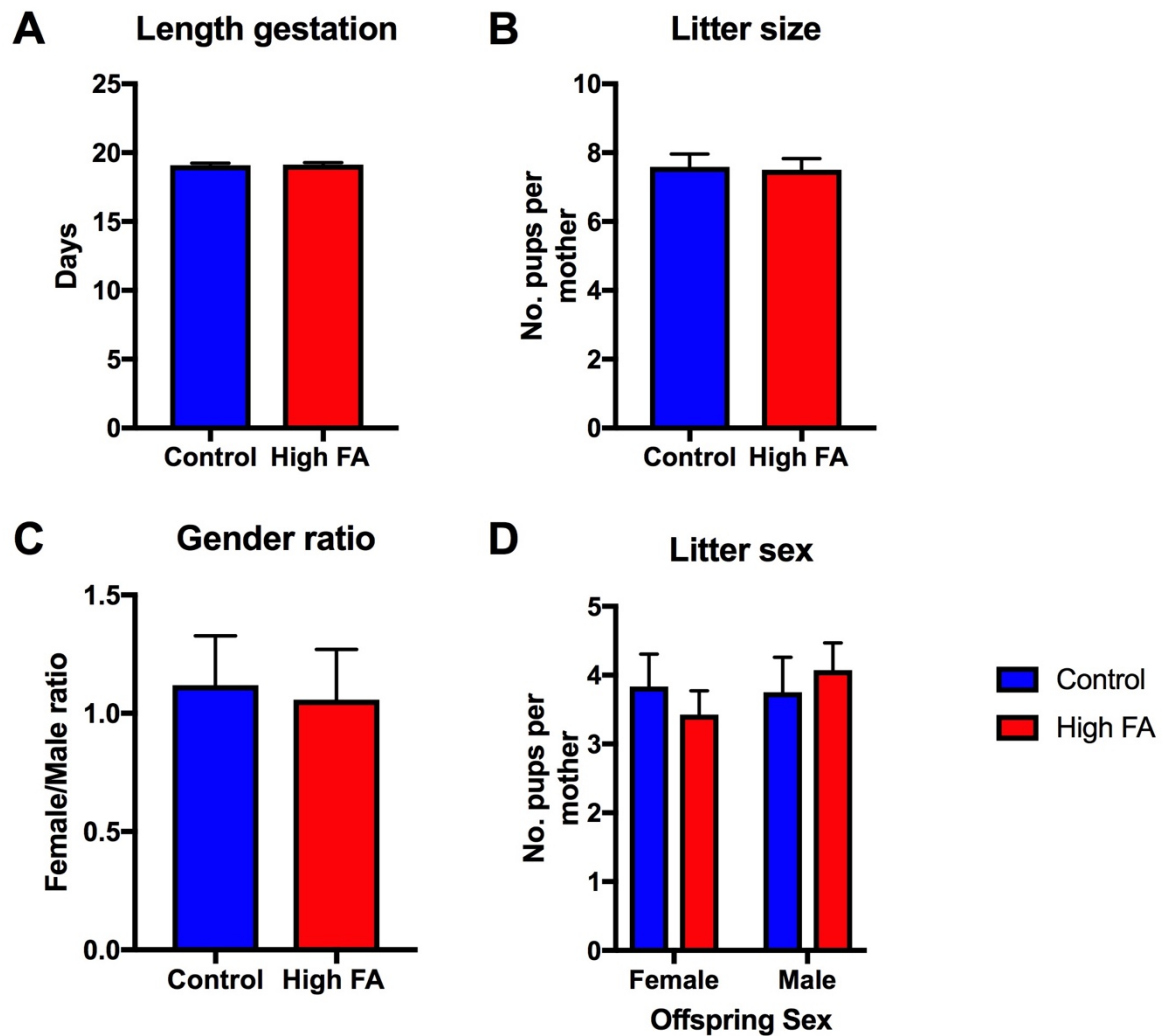 A
Length gestation
Days
25
20
15
10
5
0
Control High FA
B
Litter size
No. pups per
mother
10
8
6
4
2
0
Control High FA
C
Gender ratio
Female/Male ratio
1.5
1.0
0.5
0.0
Control High FA
D
Litter sex
No. pups per
mother
5
4
3
2
1
0
Female Male
Offspring Sex
Control
High FA